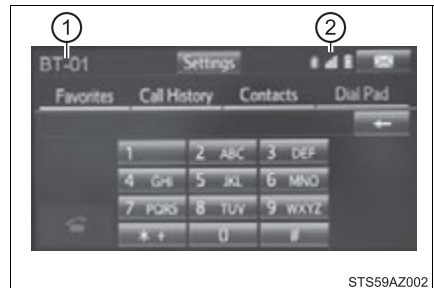 1 2
BT-01 Settings
Favorites Call History Contacts Dial Pad
1 2 ABC 3 DEF
4 GHI 5 JKL 6 MNO
7 PQRS 8 TUV 9 WXYZ
* + 0 #
STS59AZ002